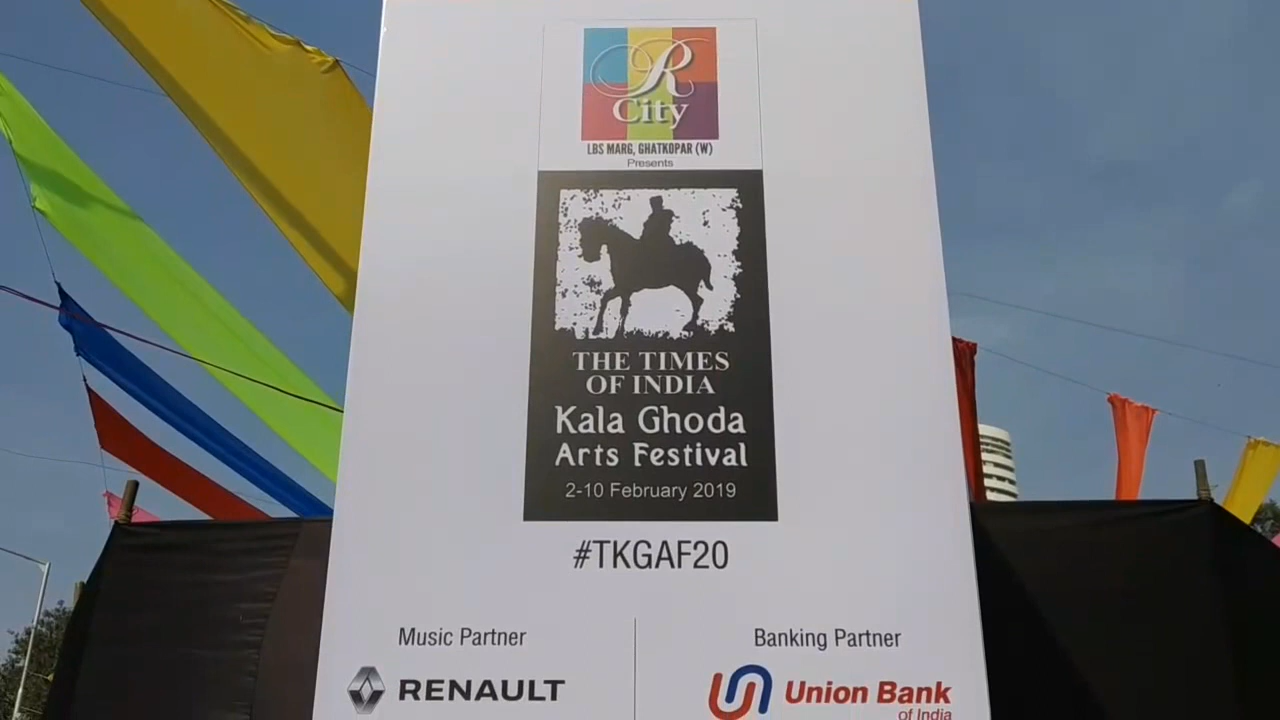 R
City
LBS MARG, GHATKOPAR (W)
Presents
THE TIMES
OF INDIA
Kala Ghoda
Arts Festival
2-10 February 2019
#TKGAF20
Music Partner
RENAULT
Banking Partner
Union Bank
of India